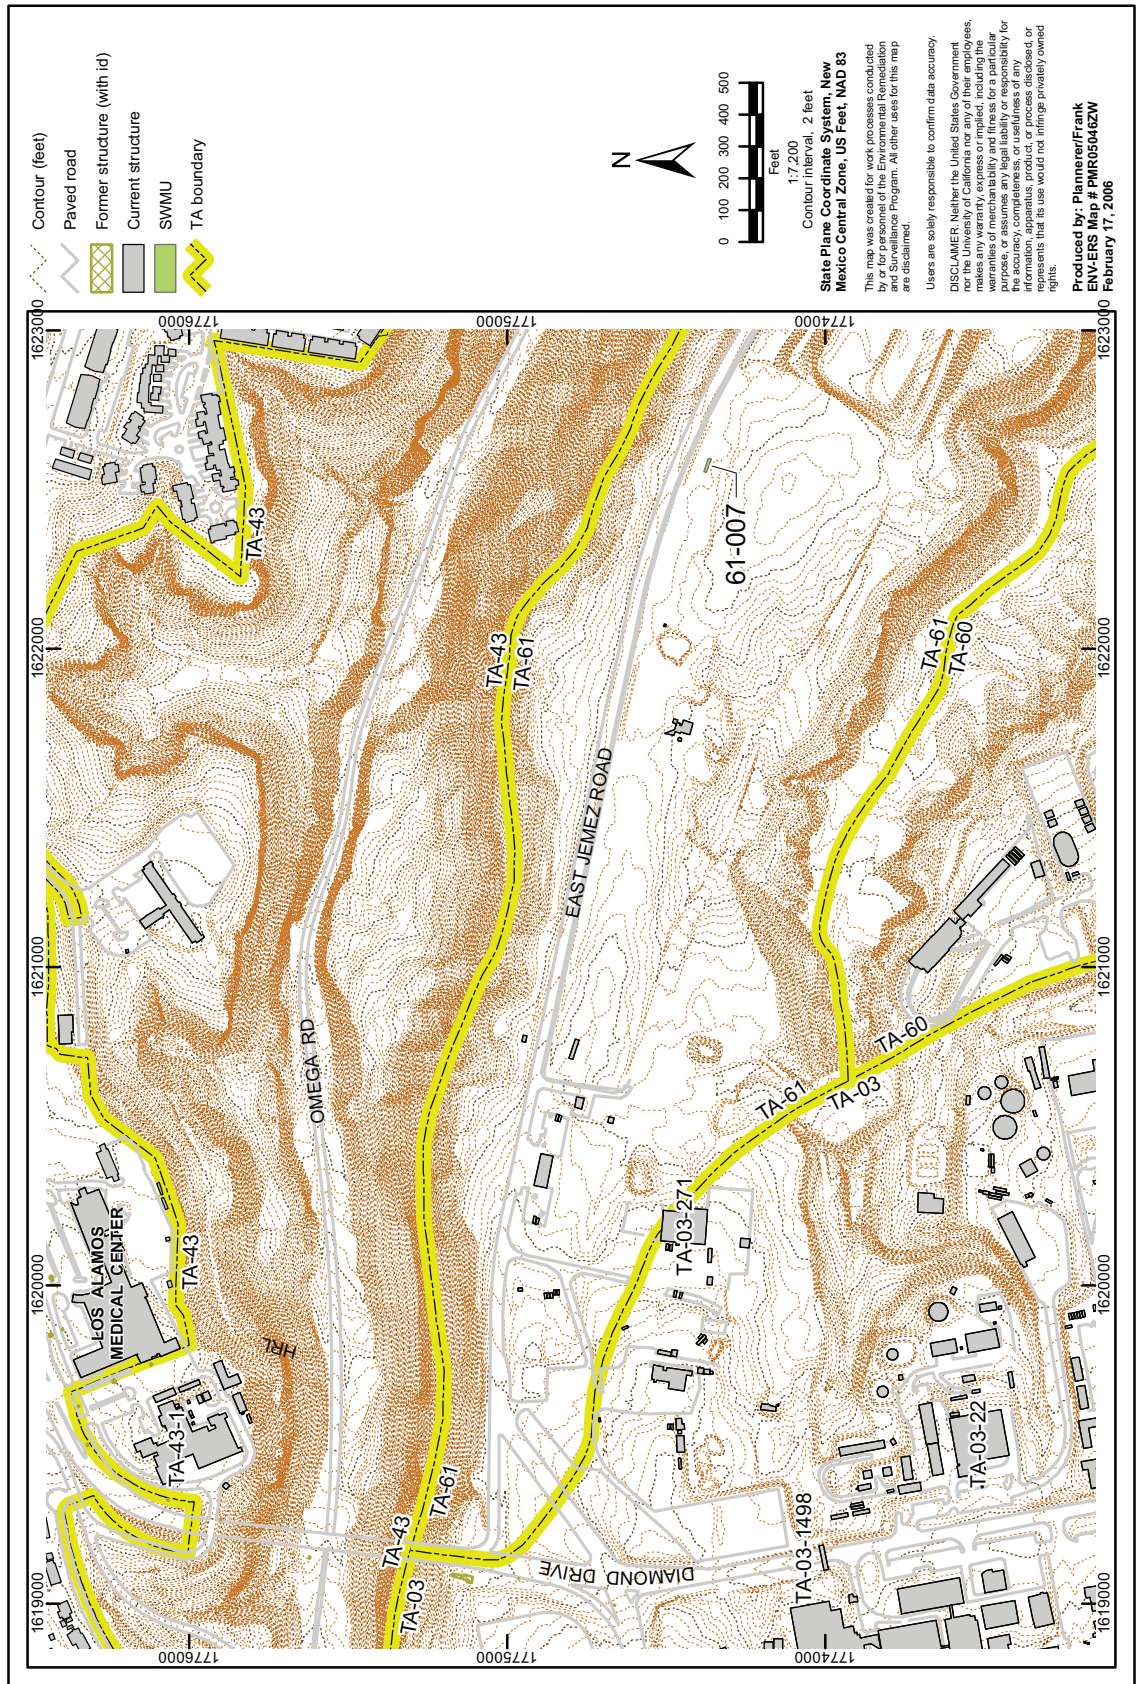 Contour (feet)
Paved road
Former structure (with id)
Current structure
SWMU
TA boundary
N
0 100 200 300 400 500
Feet
1:7,200
Contour interval, 2 feet
State Plane Coordinate System, New
Mexico Central Zone, US Feet, NAD 83
This map was created for work processes conducted
by or for personnel of the Environmental Remediation
and Surveillance Program. All other uses for this map
are disclaimed.
Users are solely responsible to confirm data accuracy.
DISCLAIMER. Neither the United States Government
nor the University of California nor any of their employees,
makes any warranty, express or implied, including the
warranties of merchantability and fitness for a particular
purpose, or assumes any legal liability or responsibility for
the accuracy, completeness, or usefulness of any
information, apparatus, product, or process disclosed, or
represents that its use would not infringe privately owned
rights.
Produced by: Plannerer/Frank
ENV-ERS Map # PMR05046ZW
February 17, 2006
1619000
1620000
1621000
1622000
1623000
1776000
1776000
1775000
1775000
1774000
1774000
1619000
1620000
1621000
1622000
1623000
LOS ALAMOS
MEDICAL CENTER
TA-43
TA-43
TA-43-1
HRL
OMEGA RD
TA-43
TA-61
TA-43
TA-61
TA-03
EAST JEMEZ ROAD
61-007
DIAMOND DRIVE
TA-03-271
TA-61
TA-03
TA-60
TA-61
TA-60
TA-03-1498
TA-03-22